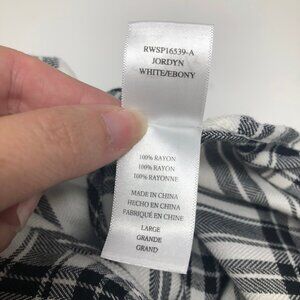 RWSP16539-A
JORDYN
WHITE/EBONY
100% RAYON
100% RAYON
100% RAYONNE
MADE IN CHINA
HECHO EN CHINA
FABRIQUÉ EN CHINE
LARGE
GRANDE
GRAND